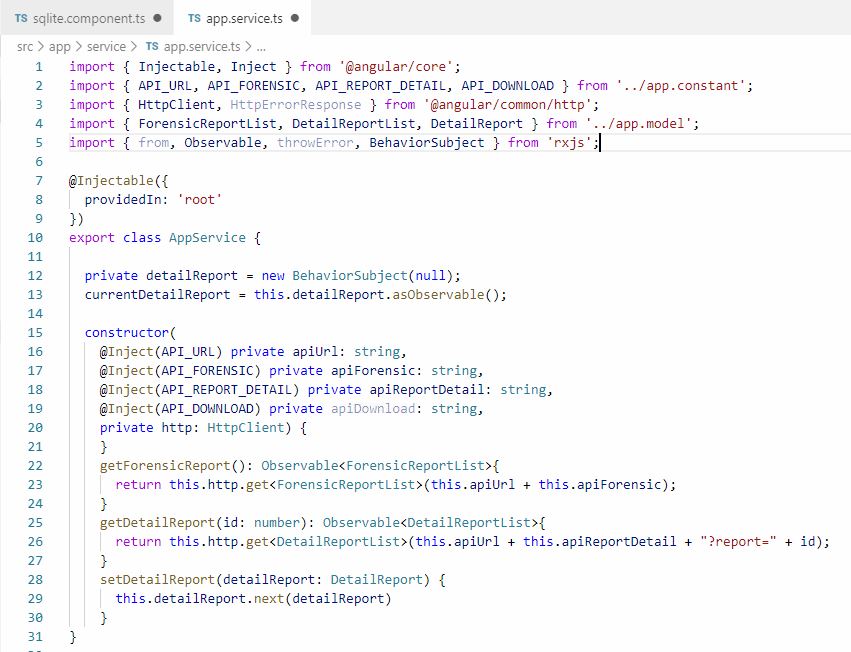 TS sqlite.component.ts ● TS app.service.ts ●
src > app > service > TS app.service.ts > ...
1 import { Injectable, Inject } from '@angular/core';
2 import { API_URL, API_FORENSIC, API_REPORT_DETAIL, API_DOWNLOAD } from '../app.constant';
3 import { HttpClient, HttpErrorResponse } from '@angular/common/http';
4 import { ForensicReportList, DetailReportList, DetailReport } from '../app.model';
5 import { from, Observable, throwError, BehaviorSubject } from 'rxjs';
6
7 @Injectable({
8   providedIn: 'root'
9 })
10 export class AppService {
11
12   private detailReport = new BehaviorSubject(null);
13   currentDetailReport = this.detailReport.asObservable();
14
15   constructor(
16     @Inject(API_URL) private apiUrl: string,
17     @Inject(API_FORENSIC) private apiForensic: string,
18     @Inject(API_REPORT_DETAIL) private apiReportDetail: string,
19     @Inject(API_DOWNLOAD) private apiDownload: string,
20     private http: HttpClient) {
21     }
22     getForensicReport(): Observable<ForensicReportList>{
23       return this.http.get<ForensicReportList>(this.apiUrl + this.apiForensic);
24     }
25     getDetailReport(id: number): Observable<DetailReportList>{
26       return this.http.get<DetailReportList>(this.apiUrl + this.apiReportDetail + "?report=" + id);
27     }
28     setDetailReport(detailReport: DetailReport) {
29       this.detailReport.next(detailReport)
30     }
31 }